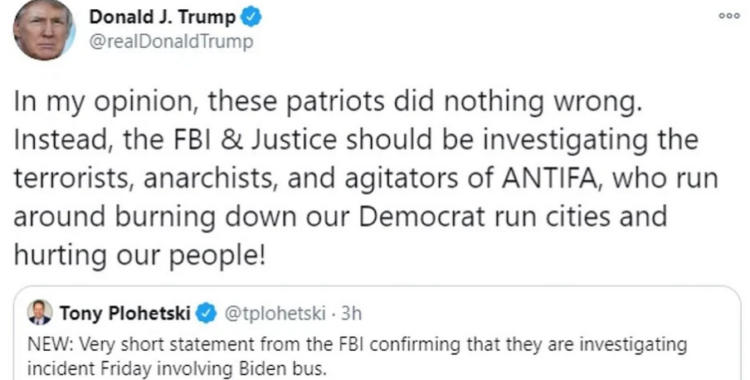 Donald J. Trump
@realDonaldTrump
In my opinion, these patriots did nothing wrong.
Instead, the FBI & Justice should be investigating the
terrorists, anarchists, and agitators of ANTIFA, who run
around burning down our Democrat run cities and
hurting our people!
Tony Plohetski @tplohetski · 3h
NEW: Very short statement from the FBI confirming that they are investigating
incident Friday involving Biden bus.